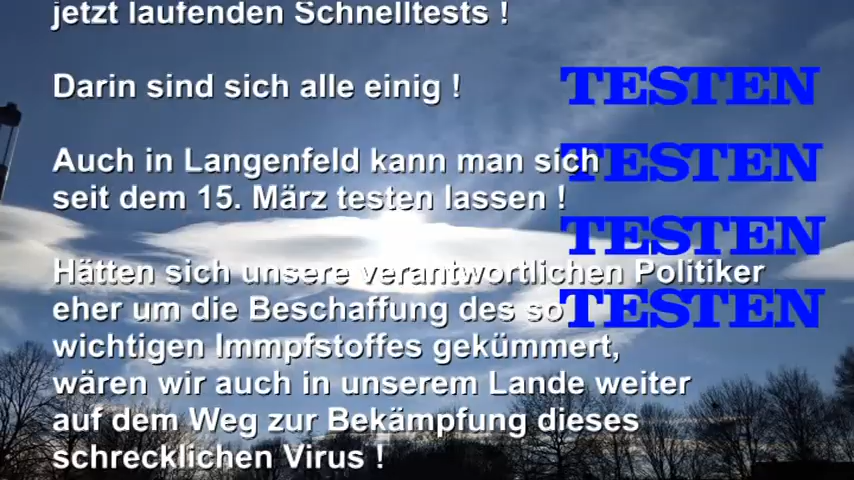 jetzt laufenden Schnelltests !
Darin sind sich alle einig !
TESTEN
Auch in Langenfeld kann man sich
TESTEN
seit dem 15. März testen lassen !
TESTEN
Hätten sich unsere verantwortlichen Politiker
eher um die Beschaffung des so
TESTEN
wichtigen Immpfstoffes gekümmert,
wären wir auch in unserem Lande weiter
auf dem Weg zur Bekämpfung dieses
schrecklichen Virus !